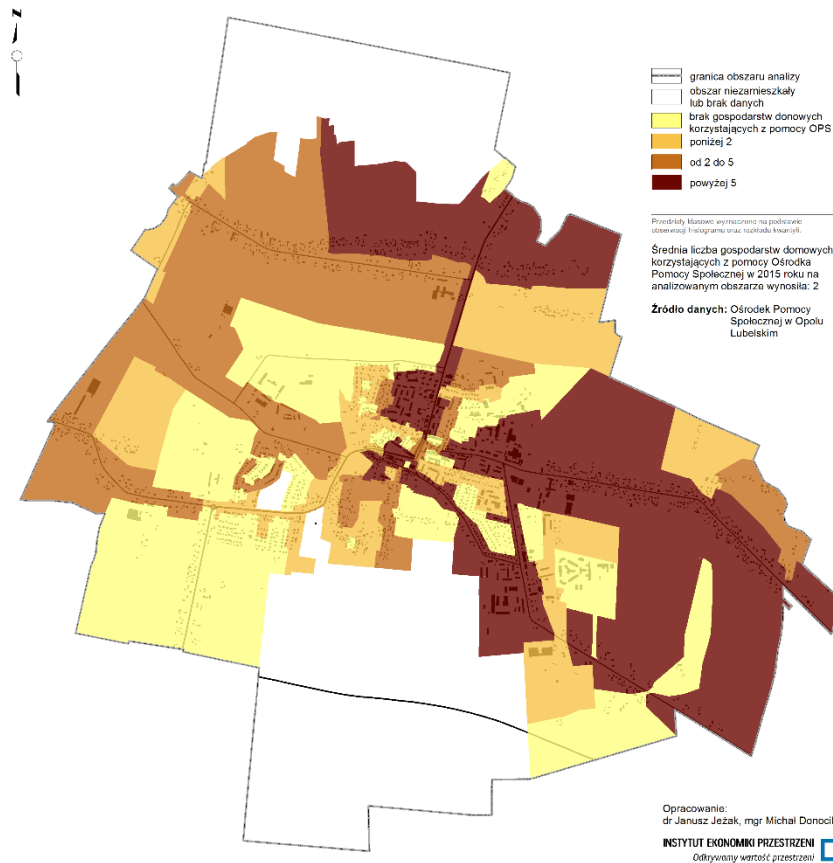 N
granica obszaru analizy
obszar niezamieszkały
lub brak danych
brak gospodarstw donowych
korzystających z pomocy OPS
poniżej 2
od 2 do 5
powyżej 5
Przedziały klasowe wyznaczono na podstawie
obserwacji histogramu oraz rozkładu kwantyli.
Średnia liczba gospodarstw domowych
korzystających z pomocy Ośrodka
Pomocy Społecznej w 2015 roku na
analizowanym obszarze wynosiła: 2
Źródło danych: Ośrodek Pomocy
Społecznej w Opolu
Lubelskim
Opracowanie:
dr Janusz Jeżak, mgr Michał Donocik
INSTYTUT EKONOMIKI PRZESTRZENI
Odkrywamy wartość przestrzeni